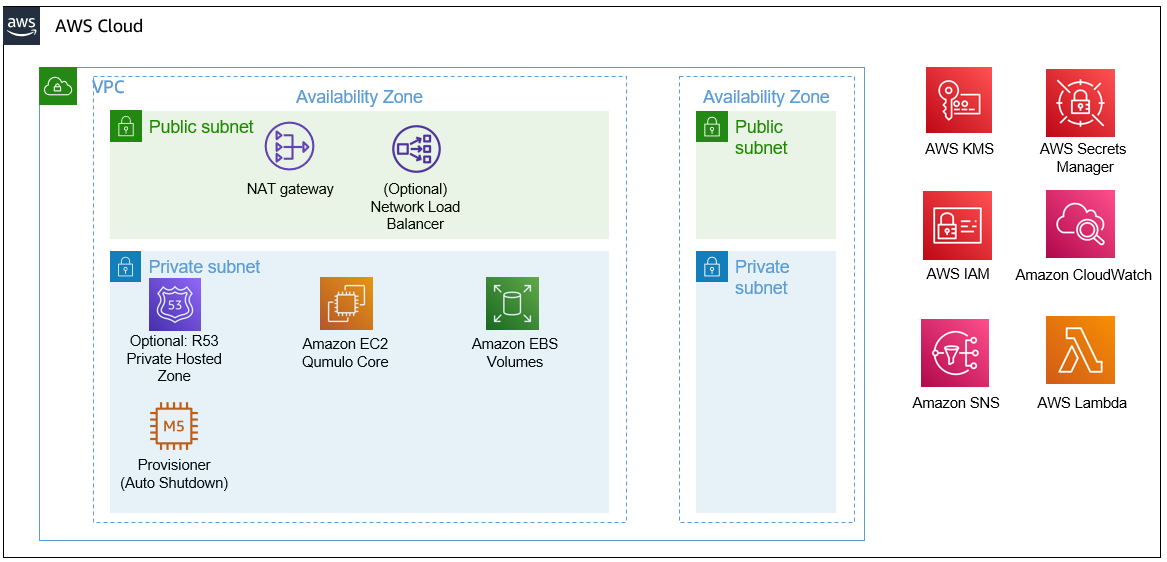 aws
AWS Cloud
VPC
Availability Zone
Public subnet
NAT gateway
(Optional)
Network Load
Balancer
Private subnet
53
Optional: R53
Private Hosted
Zone
Amazon EC2
Qumulo Core
Amazon EBS
Volumes
M5
Provisioner
(Auto Shutdown)
Availability Zone
Public
subnet
Private
subnet
AWS KMS
AWS Secrets
Manager
AWS IAM
Amazon CloudWatch
Amazon SNS
AWS Lambda